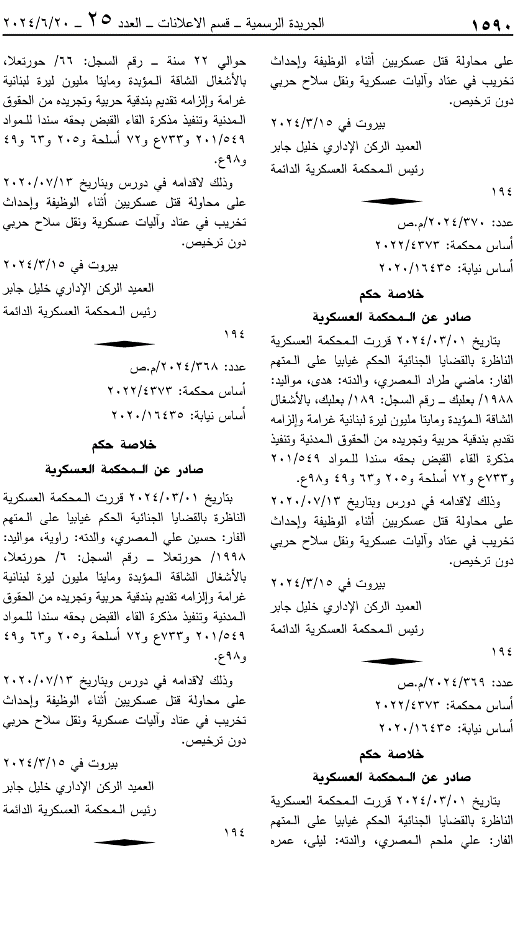 ١٥٩٠
الجريدة الرسمية – قسم الاعلانات – العدد ٢٥ – ٢٠٢٤/٦/٢٠
على محاولة قتل عسكريين أثناء الوظيفة وإحداث
تخريب في عتاد وآليات عسكرية ونقل سلاح حربي
دون ترخيص.
بيروت في ٢٠٢٤/٣/١٥
العميد الركن الإداري خليل جابر
رئيس المحكمة العسكرية الدائمة
١٩٤
عدد: ٢٠٢٤/٣٧٠/م.ص
أساس محكمة: ٢٠٢٢/٤٣٧٣
أساس نيابة: ٢٠٢٠/١٦٤٣٥
خلاصة حكم
صادر عن المحكمة العسكرية
بتاريخ ٢٠٢٤/٠٣/٠١ قررت المحكمة العسكرية
الناظرة بالقضايا الجنائية الحكم غيابيا على المتهم
الفار: ماضي طراد المصري، والدته: هدى، مواليد:
١٩٨٨/ بعلبك – رقم السجل: ١٨٩/ بعلبك، بالأشغال
الشاقة المؤبدة ومايتا مليون ليرة لبنانية غرامة وإلزامه
تقديم بندقية حربية وتجريده من الحقوق المدنية وتنفيذ
مذكرة القاء القبض بحقه سندا للمواد ٢٠١/٥٤٩
و٧٣٣ع و٧٢ أسلحة و٢٠٥ و٦٣ و٤٩ و٩٨ع.
وذلك لاقدامه في دورس وبتاريخ ٢٠٢٠/٠٧/١٣
على محاولة قتل عسكريين أثناء الوظيفة وإحداث
تخريب في عتاد وآليات عسكرية ونقل سلاح حربي
دون ترخيص.
بيروت في ٢٠٢٤/٣/١٥
العميد الركن الإداري خليل جابر
رئيس المحكمة العسكرية الدائمة
١٩٤
عدد: ٢٠٢٤/٣٦٩/م.ص
أساس محكمة: ٢٠٢٢/٤٣٧٣
أساس نيابة: ٢٠٢٠/١٦٤٣٥
خلاصة حكم
صادر عن المحكمة العسكرية
بتاريخ ٢٠٢٤/٠٣/٠١ قررت المحكمة العسكرية
الناظرة بالقضايا الجنائية الحكم غيابيا على المتهم
الفار: علي ملحم المصري، والدته: ليلى، عمره
حوالي ٢٢ سنة – رقم السجل: ٦٦/ حورتعلا،
بالأشغال الشاقة المؤبدة ومايتا مليون ليرة لبنانية
غرامة وإلزامه تقديم بندقية حربية وتجريده من الحقوق
المدنية وتنفيذ مذكرة القاء القبض بحقه سندا للمواد
٢٠١/٥٤٩ و٧٣٣ع و٧٢ أسلحة و٢٠٥ و٦٣ و٤٩
و٩٨ع.
وذلك لاقدامه في دورس وبتاريخ ٢٠٢٠/٠٧/١٣
على محاولة قتل عسكريين أثناء الوظيفة وإحداث
تخريب في عتاد وآليات عسكرية ونقل سلاح حربي
دون ترخيص.
بيروت في ٢٠٢٤/٣/١٥
العميد الركن الإداري خليل جابر
رئيس المحكمة العسكرية الدائمة
١٩٤
عدد: ٢٠٢٤/٣٦٨/م.ص
أساس محكمة: ٢٠٢٢/٤٣٧٣
أساس نيابة: ٢٠٢٠/١٦٤٣٥
خلاصة حكم
صادر عن المحكمة العسكرية
بتاريخ ٢٠٢٤/٠٣/٠١ قررت المحكمة العسكرية
الناظرة بالقضايا الجنائية الحكم غيابيا على المتهم
الفار: حسين علي المصري، والدته: راوية، مواليد:
١٩٩٨/ حورتعلا – رقم السجل: ٦/ حورتعلا،
بالأشغال الشاقة المؤبدة ومايتا مليون ليرة لبنانية
غرامة وإلزامه تقديم بندقية حربية وتجريده من الحقوق
المدنية وتنفيذ مذكرة القاء القبض بحقه سندا للمواد
٢٠١/٥٤٩ و٧٣٣ع و٧٢ أسلحة و٢٠٥ و٦٣ و٤٩
و٩٨ع.
وذلك لاقدامه في دورس وبتاريخ ٢٠٢٠/٠٧/١٣
على محاولة قتل عسكريين أثناء الوظيفة وإحداث
تخريب في عتاد وآليات عسكرية ونقل سلاح حربي
دون ترخيص.
بيروت في ٢٠٢٤/٣/١٥
العميد الركن الإداري خليل جابر
رئيس المحكمة العسكرية الدائمة
١٩٤